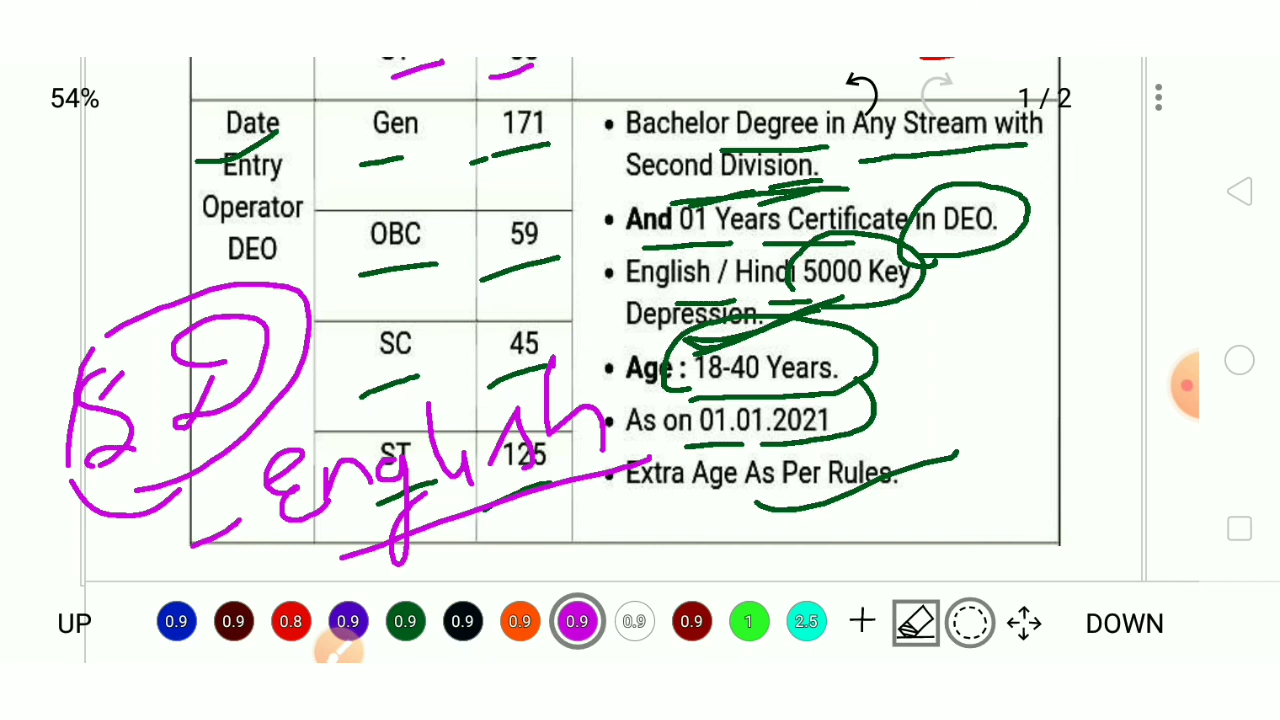 54%
1 / 2
Date
Entry
Operator
DEO
Gen 171
OBC 59
SC 45
ST 125
• Bachelor Degree in Any Stream with
Second Division.
• And 01 Years Certificate in DEO.
• English / Hindi 5000 Key
Depression.
• Age : 18-40 Years.
• As on 01.01.2021
• Extra Age As Per Rules.
English
UP 0.9 0.9 0.8 0.9 0.9 0.9 0.9 0.9 0.9 0.9 1 2.5 DOWN